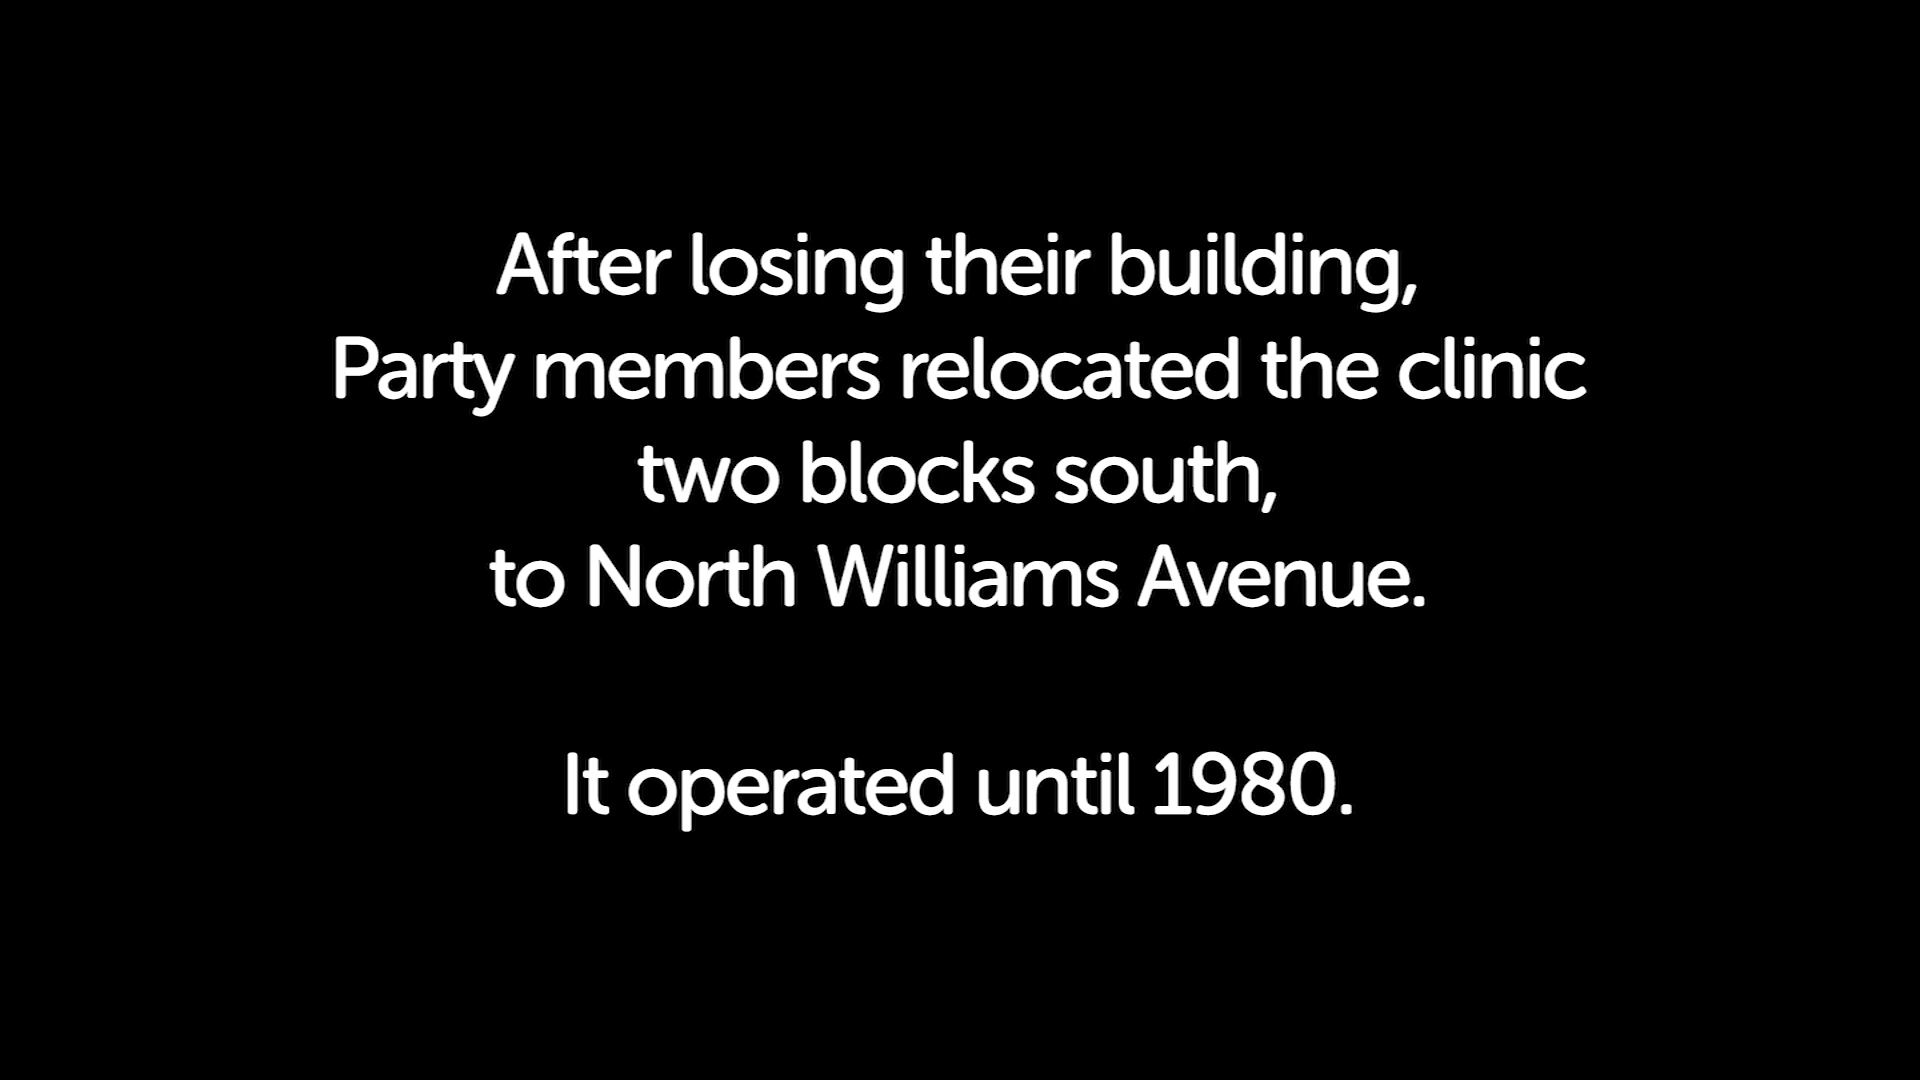 After losing their building,
Party members relocated the clinic
two blocks south,
to North Williams Avenue.
It operated until 1980.